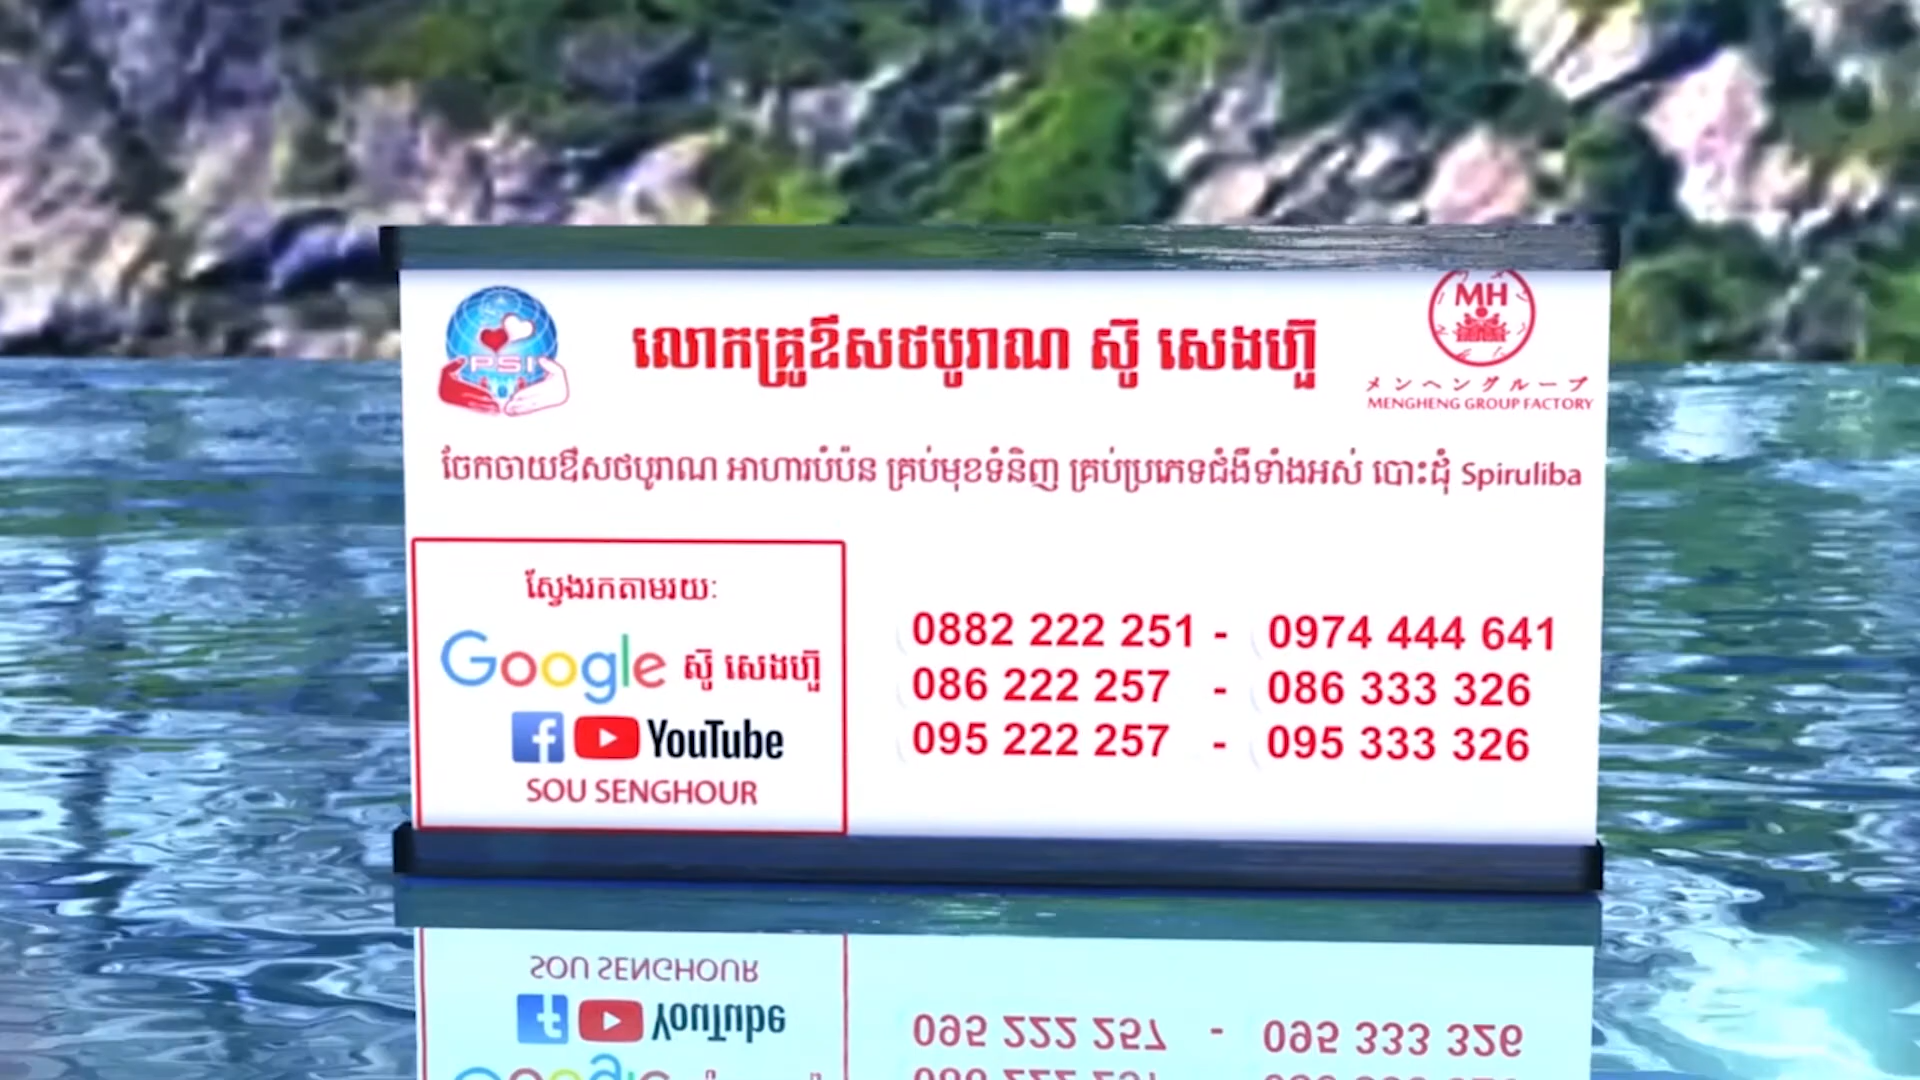 PSI
លោកគ្រូឱសថបូរាណ ស៊ូ សេងហ៊ួ
MH
メンヘングループ
MENGHENG GROUP FACTORY
ចែកចាយឱសថបូរាណ អាហារបំប៉ន គ្រប់មុខទំនិញ គ្រប់ប្រភេទជំងឺទាំងអស់ បោះដុំ Spiruliba
ស្វែងរកតាមរយៈ
Google ស៊ូ សេងហ៊ួ
YouTube
SOU SENGHOUR
0882 222 251 - 0974 444 641
086 222 257 - 086 333 326
095 222 257 - 095 333 326